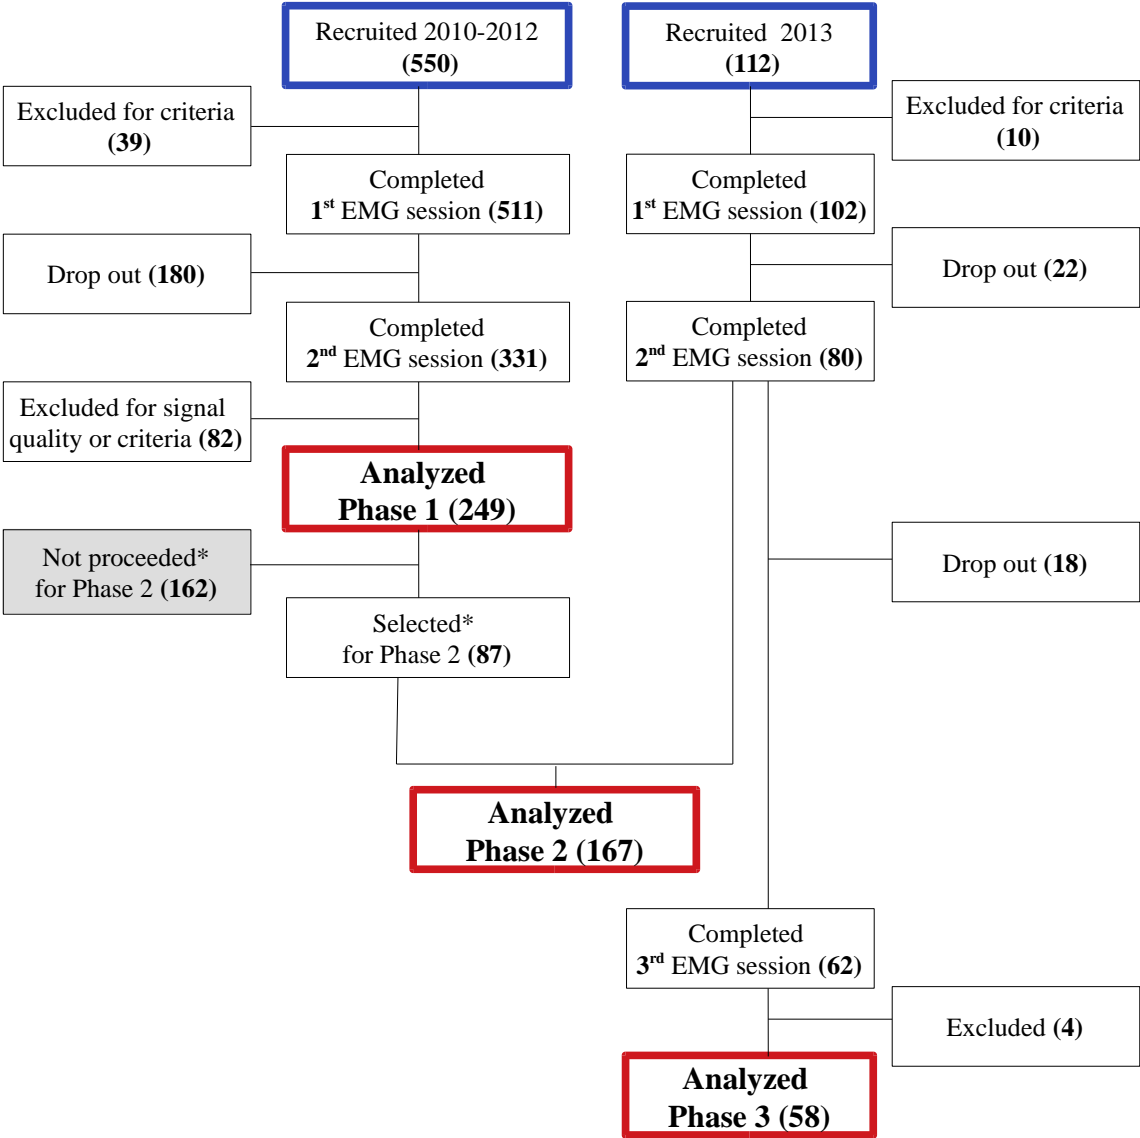 Recruited 2010-2012
(550)
Recruited 2013
(112)
Excluded for criteria
(39)
Excluded for criteria
(10)
Completed
1st EMG session (511)
Completed
1st EMG session (102)
Drop out (180)
Drop out (22)
Completed
2nd EMG session (331)
Completed
2nd EMG session (80)
Excluded for signal
quality or criteria (82)
Analyzed
Phase 1 (249)
Not proceeded*
for Phase 2 (162)
Drop out (18)
Selected*
for Phase 2 (87)
Analyzed
Phase 2 (167)
Completed
3rd EMG session (62)
Excluded (4)
Analyzed
Phase 3 (58)